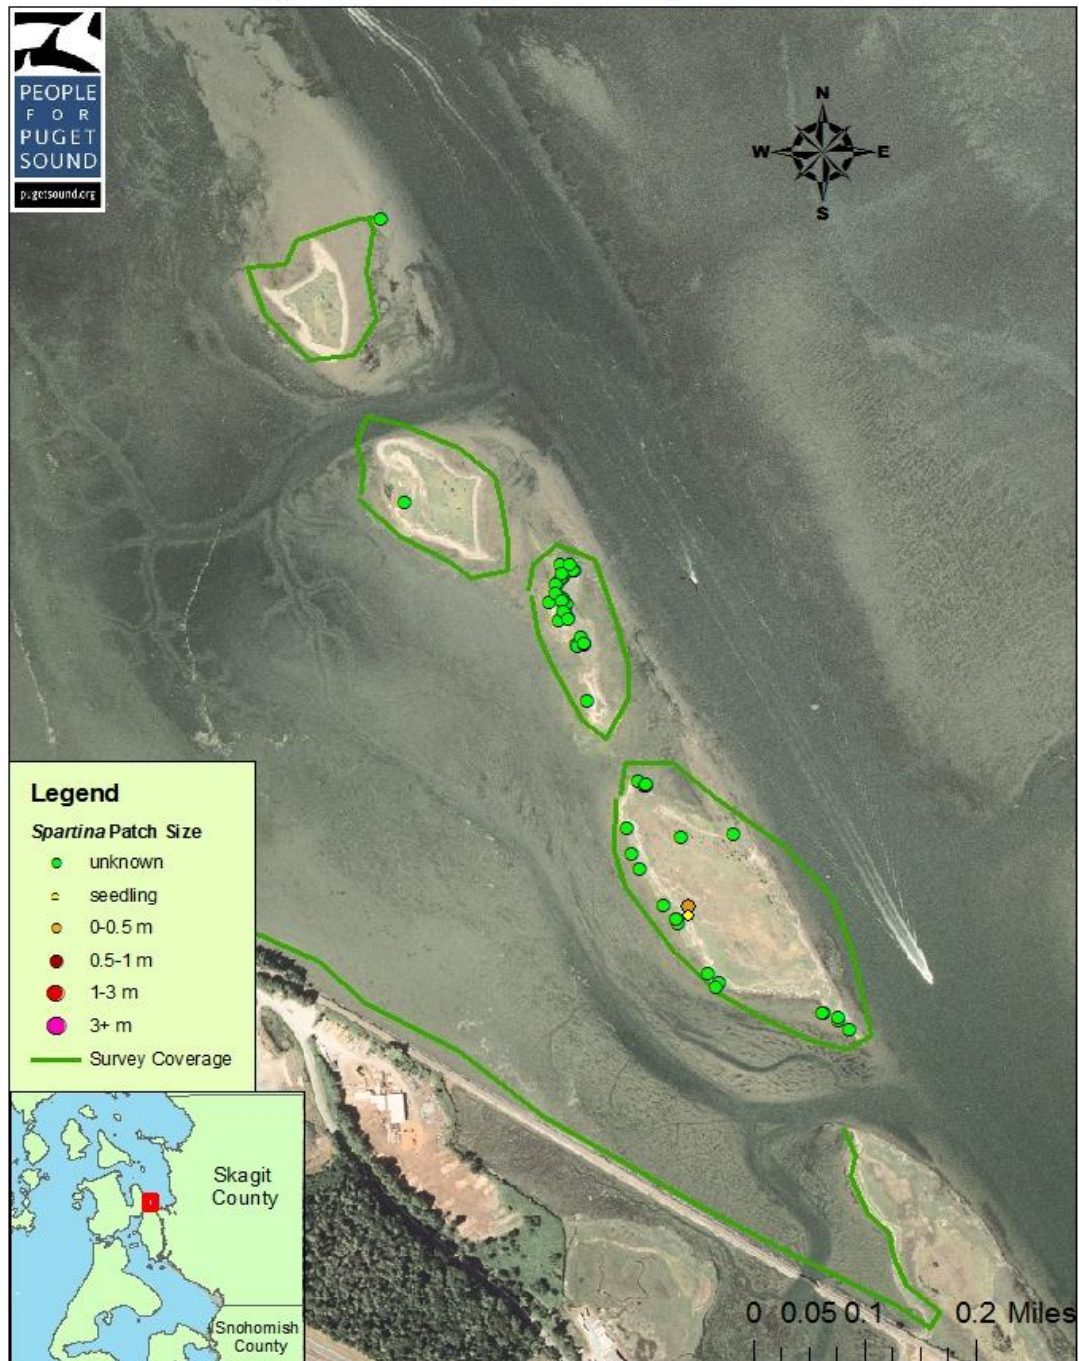 PEOPLE
FOR
PUGET
SOUND
pugetsound.org
N
W E
S
Legend
Spartina Patch Size
unknown
seedling
0-0.5 m
0.5-1 m
1-3 m
3+ m
Survey Coverage
Skagit
County
Snohomish
County
0 0.05 0.1 0.2 Miles